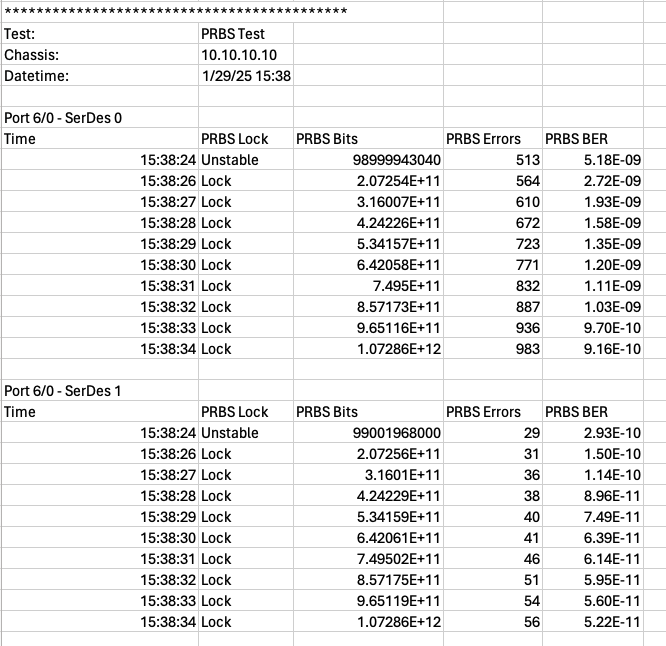 *******************************************
Test: PRBS Test
Chassis: 10.10.10.10
Datetime: 1/29/25 15:38
Port 6/0 - SerDes 0
Time PRBS Lock PRBS Bits PRBS Errors PRBS BER
15:38:24 Unstable 98999943040 513 5.18E-09
15:38:26 Lock 2.07254E+11 564 2.72E-09
15:38:27 Lock 3.16007E+11 610 1.93E-09
15:38:28 Lock 4.24226E+11 672 1.58E-09
15:38:29 Lock 5.34157E+11 723 1.35E-09
15:38:30 Lock 6.42058E+11 771 1.20E-09
15:38:31 Lock 7.495E+11 832 1.11E-09
15:38:32 Lock 8.57173E+11 887 1.03E-09
15:38:33 Lock 9.65116E+11 936 9.70E-10
15:38:34 Lock 1.07286E+12 983 9.16E-10
Port 6/0 - SerDes 1
Time PRBS Lock PRBS Bits PRBS Errors PRBS BER
15:38:24 Unstable 99001968000 29 2.93E-10
15:38:26 Lock 2.07256E+11 31 1.50E-10
15:38:27 Lock 3.1601E+11 36 1.14E-10
15:38:28 Lock 4.24229E+11 38 8.96E-11
15:38:29 Lock 5.34159E+11 40 7.49E-11
15:38:30 Lock 6.42061E+11 41 6.39E-11
15:38:31 Lock 7.49502E+11 46 6.14E-11
15:38:32 Lock 8.57175E+11 51 5.95E-11
15:38:33 Lock 9.65119E+11 54 5.60E-11
15:38:34 Lock 1.07286E+12 56 5.22E-11